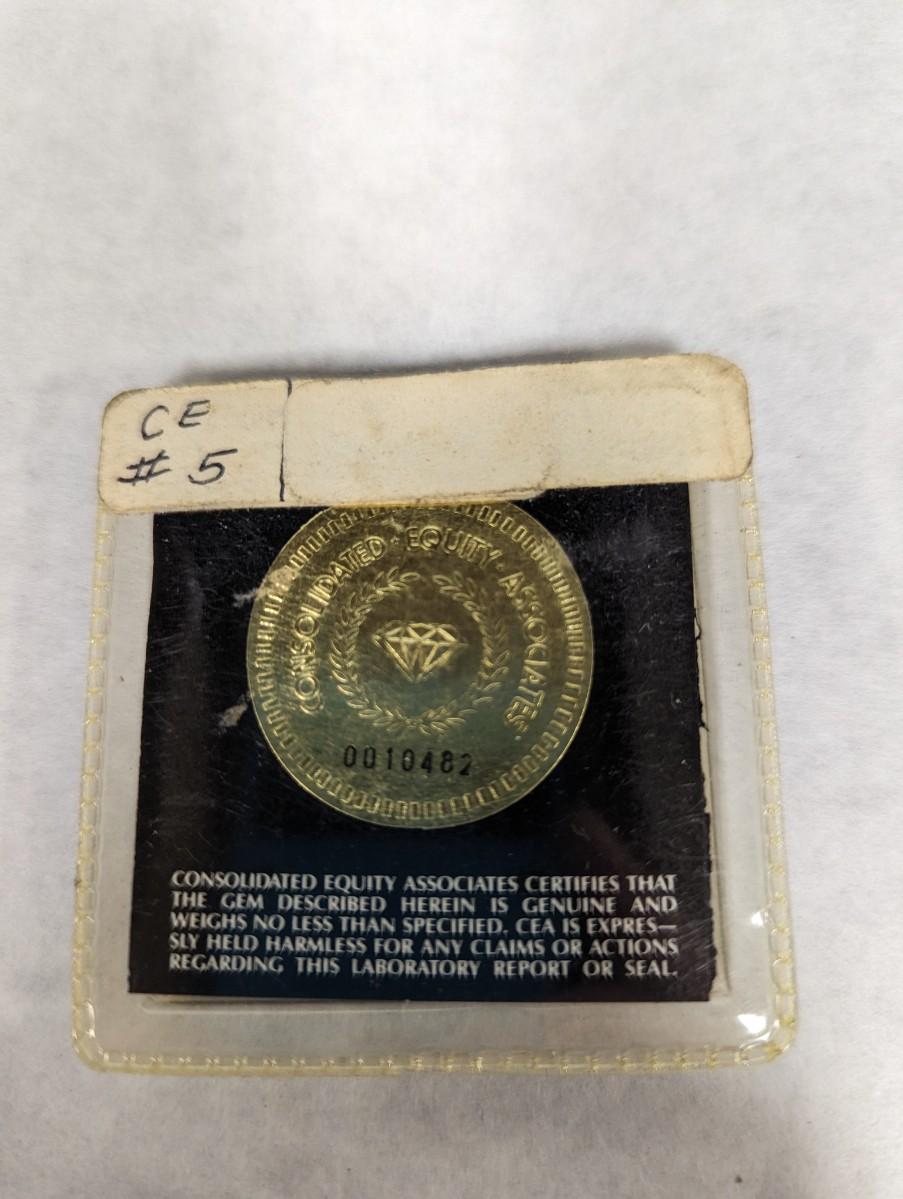 CE
# 5
CONSOLIDATED · EQUITY · ASSOCIATES
0010482
CONSOLIDATED EQUITY ASSOCIATES CERTIFIES THAT
THE GEM DESCRIBED HEREIN IS GENUINE AND
WEIGHS NO LESS THAN SPECIFIED. CEA IS EXPRES—
SLY HELD HARMLESS FOR ANY CLAIMS OR ACTIONS
REGARDING THIS LABORATORY REPORT OR SEAL.